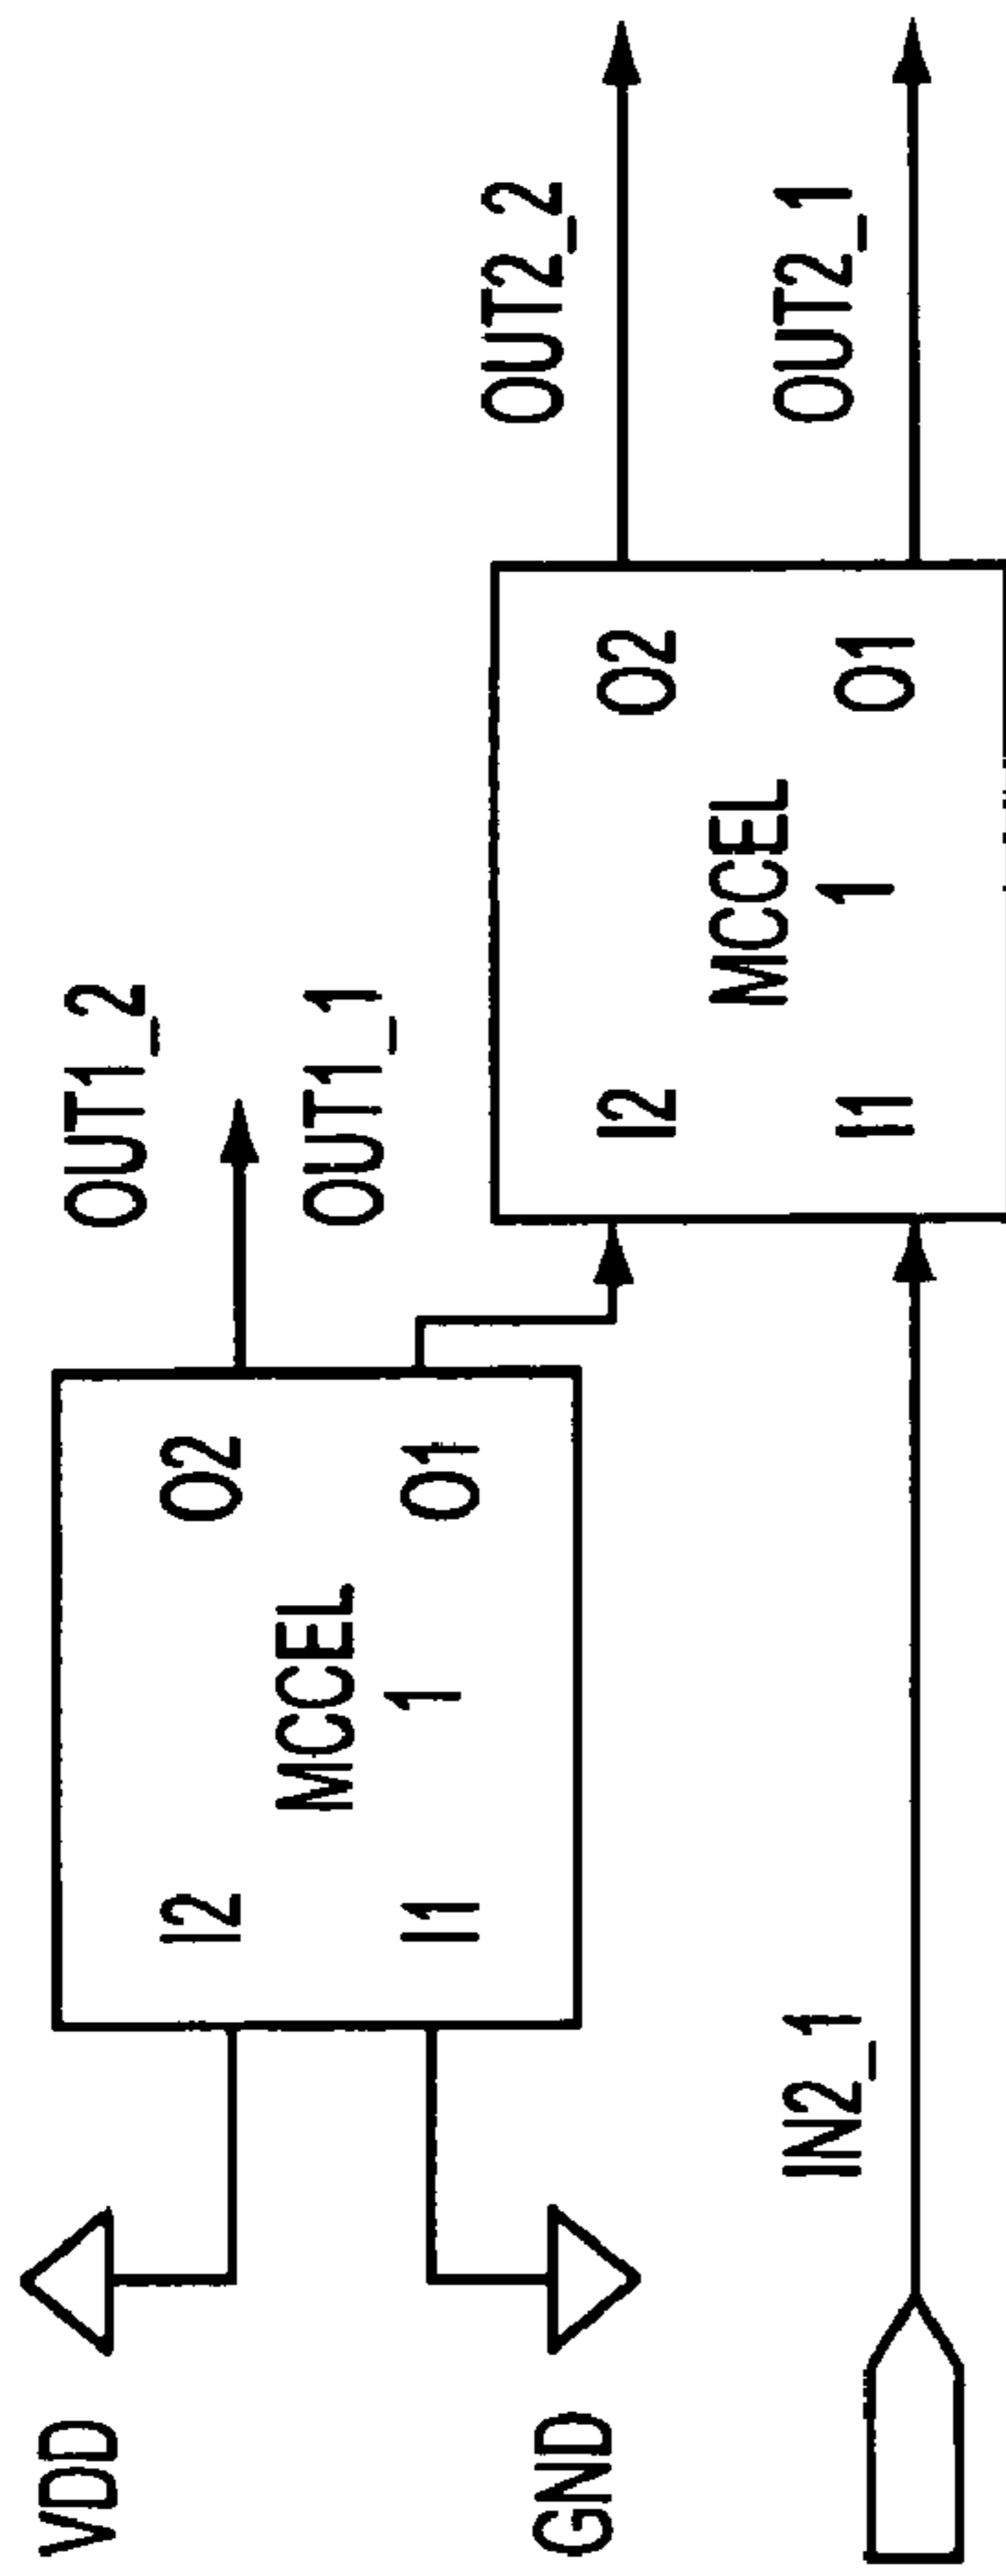 VDD
GND
I2
O2
MCCEL
1
I1
O1
OUT1_2
OUT1_1
IN2_1
I2
O2
MCCEL
1
I1
O1
OUT2_2
OUT2_1